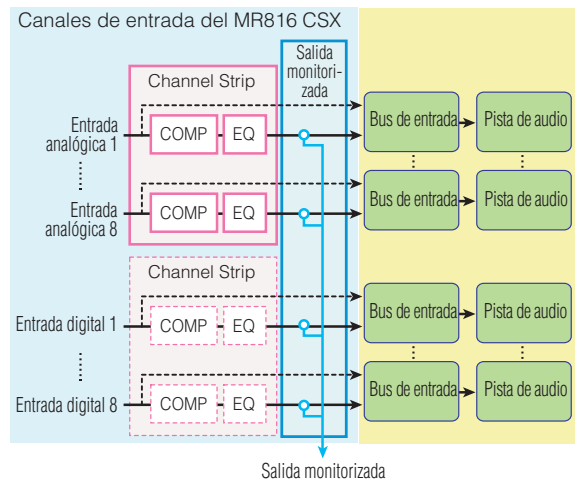 Canales de entrada del MR816 CSX
Salida
monitori-
zada
Channel Strip
Entrada
analógica 1
COMP
EQ
Bus de entrada
Pista de audio
Entrada
analógica 8
COMP
EQ
Bus de entrada
Pista de audio
Channel Strip
Entrada digital 1
COMP
EQ
Bus de entrada
Pista de audio
Entrada digital 8
COMP
EQ
Bus de entrada
Pista de audio
Salida monitorizada